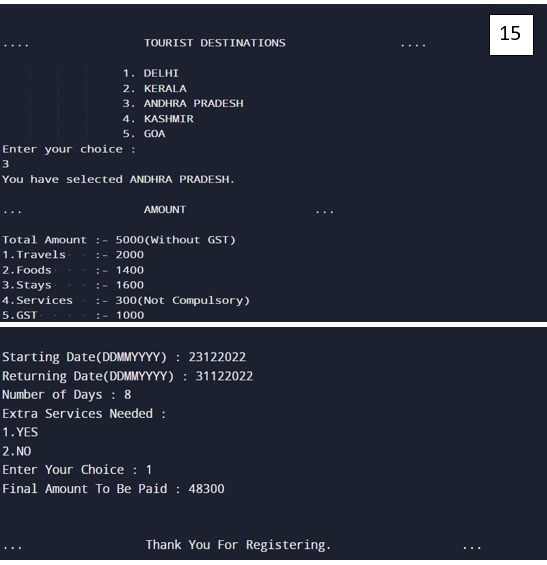 15
.... TOURIST DESTINATIONS ....
1. DELHI
2. KERALA
3. ANDHRA PRADESH
4. KASHMIR
5. GOA
Enter your choice :
3
You have selected ANDHRA PRADESH.
... AMOUNT ...
Total Amount :- 5000(Without GST)
1.Travels :- 2000
2.Foods :- 1400
3.Stays :- 1600
4.Services :- 300(Not Compulsory)
5.GST :- 1000
Starting Date(DDMMYYYY) : 23122022
Returning Date(DDMMYYYY) : 31122022
Number of Days : 8
Extra Services Needed :
1.YES
2.NO
Enter Your Choice : 1
Final Amount To Be Paid : 48300
... Thank You For Registering. ...